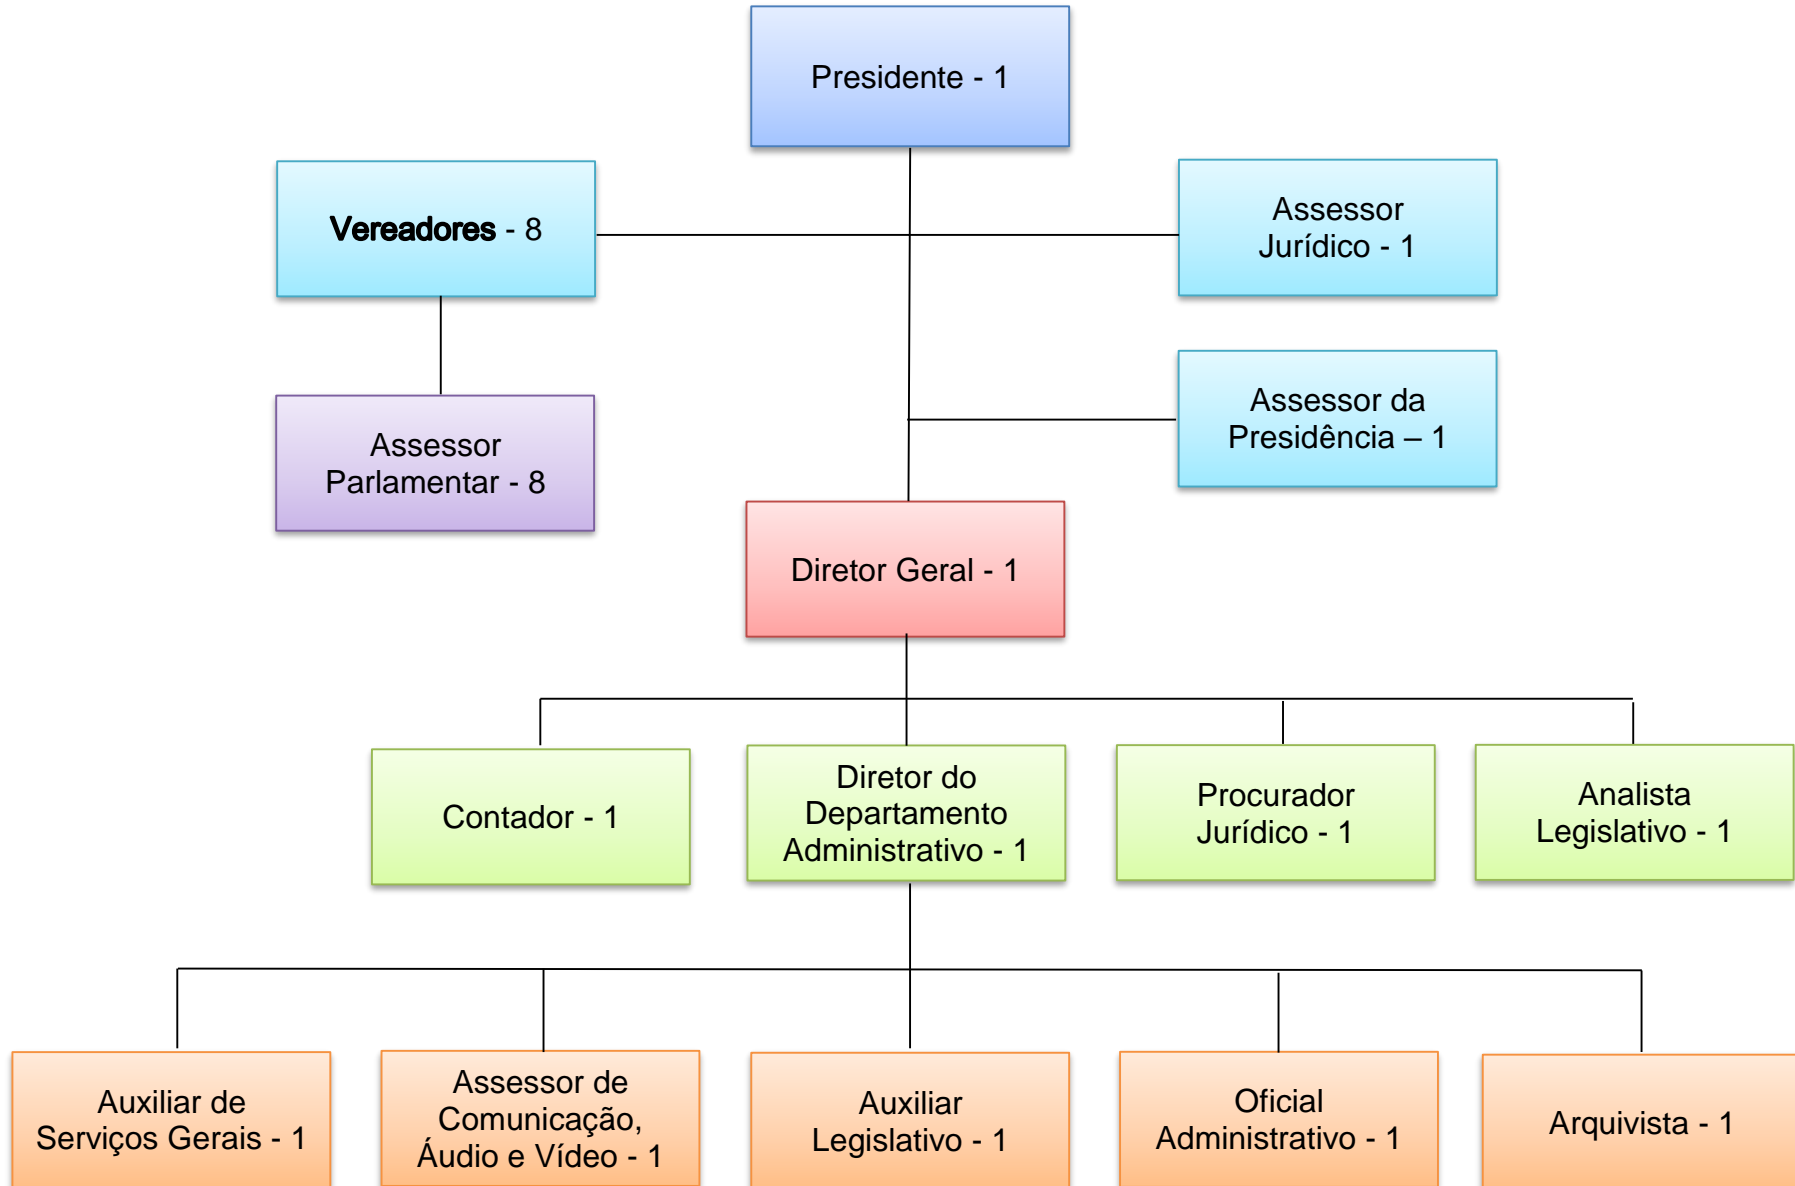 Presidente - 1
Vereadores - 8
Assessor
Jurídico - 1
Assessor da
Presidência – 1
Assessor
Parlamentar - 8
Diretor Geral - 1
Contador - 1
Diretor do
Departamento
Administrativo - 1
Procurador
Jurídico - 1
Analista
Legislativo - 1
Auxiliar de
Serviços Gerais - 1
Assessor de
Comunicação,
Áudio e Vídeo - 1
Auxiliar
Legislativo - 1
Oficial
Administrativo - 1
Arquivista - 1